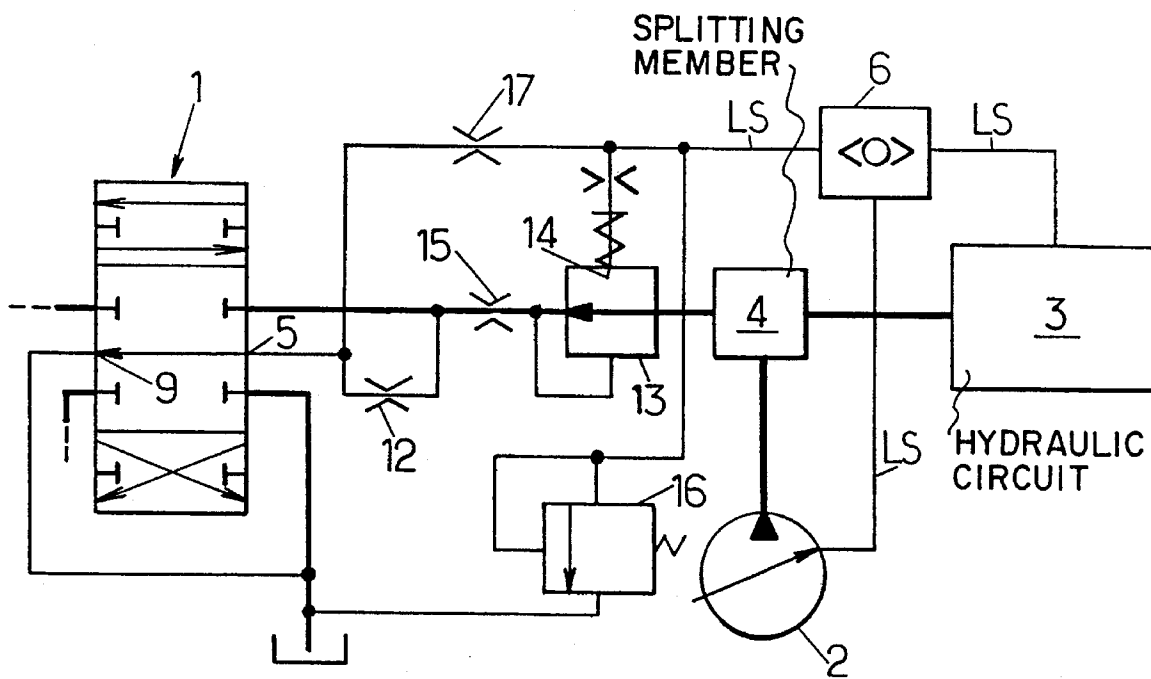 SPLITTING
MEMBER
1
17
6
LS
LS
15
14
4
3
5
9
13
12
HYDRAULIC
CIRCUIT
LS
16
2